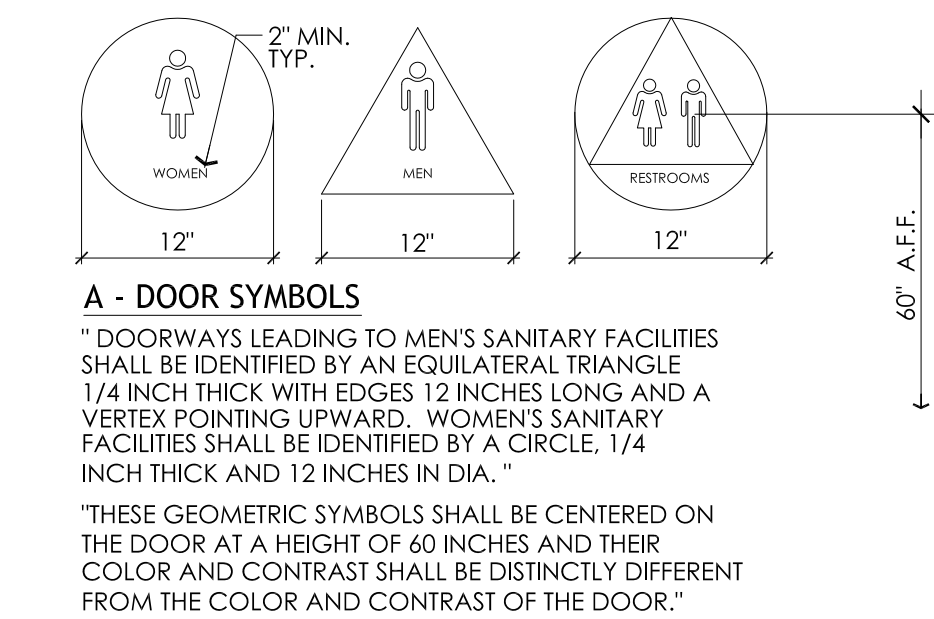 2" MIN.
TYP.
WOMEN
MEN
RESTROOMS
12"
12"
12"
60" A.F.F.
A - DOOR SYMBOLS
" DOORWAYS LEADING TO MEN'S SANITARY FACILITIES
SHALL BE IDENTIFIED BY AN EQUILATERAL TRIANGLE
1/4 INCH THICK WITH EDGES 12 INCHES LONG AND A
VERTEX POINTING UPWARD. WOMEN'S SANITARY
FACILITIES SHALL BE IDENTIFIED BY A CIRCLE, 1/4
INCH THICK AND 12 INCHES IN DIA. "
"THESE GEOMETRIC SYMBOLS SHALL BE CENTERED ON
THE DOOR AT A HEIGHT OF 60 INCHES AND THEIR
COLOR AND CONTRAST SHALL BE DISTINCTLY DIFFERENT
FROM THE COLOR AND CONTRAST OF THE DOOR."